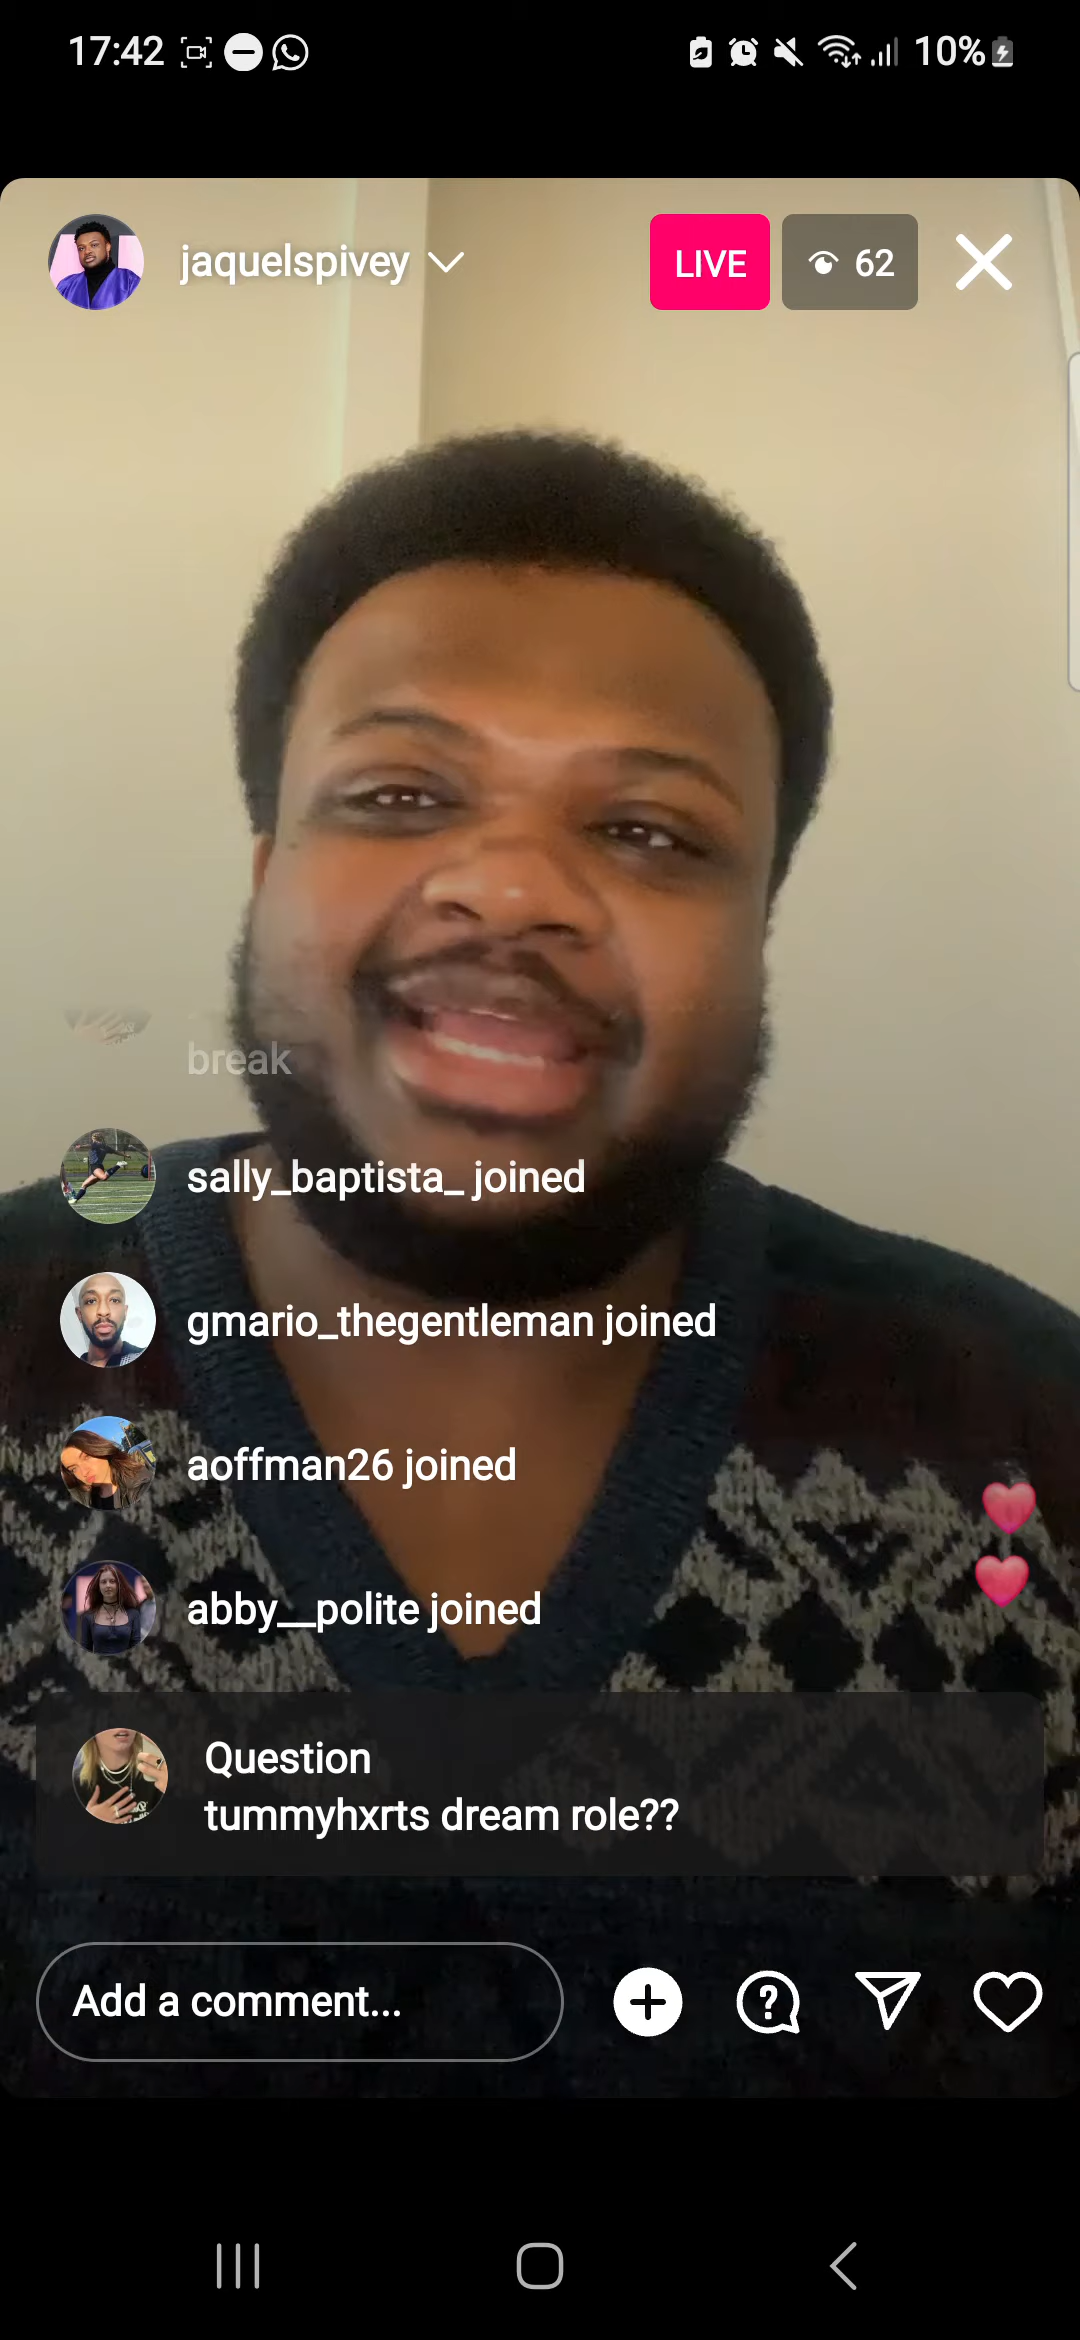 17:42
10%
jaquelspivey
LIVE
62
break
sally_baptista_ joined
gmario_thegentleman joined
aoffman26 joined
abby__polite joined
Question
tummyhxrts dream role??
Add a comment...